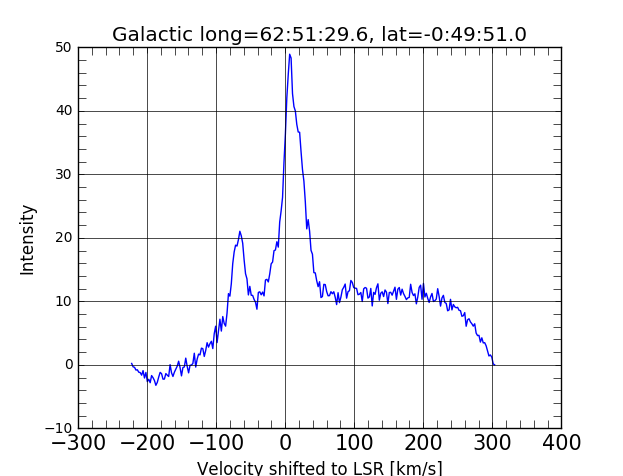 Galactic long=62:51:29.6, lat=-0:49:51.0
50
40
30
20
10
0
−10
Intensity
−300 −200 −100 0 100 200 300 400
Velocity shifted to LSR [km/s]